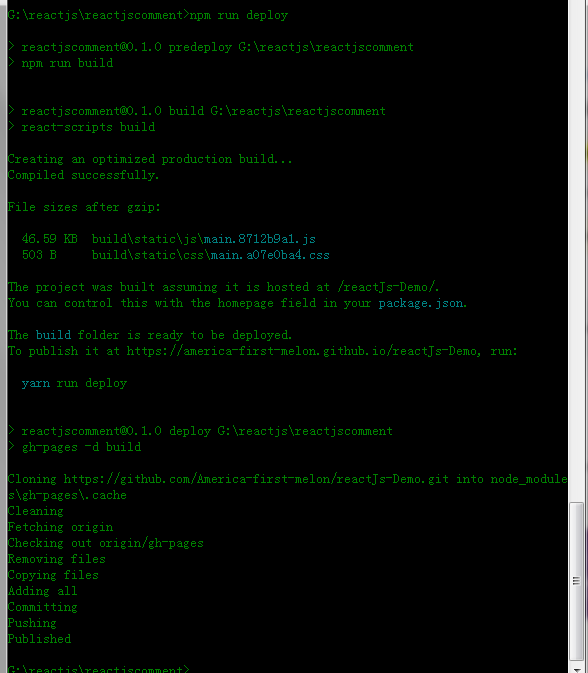 G:\reactjs\reactjscomment>npm run deploy
> reactjscomment@0.1.0 predeploy G:\reactjs\reactjscomment
> npm run build
> reactjscomment@0.1.0 build G:\reactjs\reactjscomment
> react-scripts build
Creating an optimized production build...
Compiled successfully.
File sizes after gzip:
46.59 KB  build\static\js\main.8712b9a1.js
503 B     build\static\css\main.a07e0ba4.css
The project was built assuming it is hosted at /reactJs-Demo/.
You can control this with the homepage field in your package.json.
The build folder is ready to be deployed.
To publish it at https://america-first-melon.github.io/reactJs-Demo, run:
yarn run deploy
> reactjscomment@0.1.0 deploy G:\reactjs\reactjscomment
> gh-pages -d build
Cloning https://github.com/America-first-melon/reactJs-Demo.git into node_module
s\gh-pages\.cache
Cleaning
Fetching origin
Checking out origin/gh-pages
Removing files
Copying files
Adding all
Committing
Pushing
Published
G:\reactjs\reactjscomment>